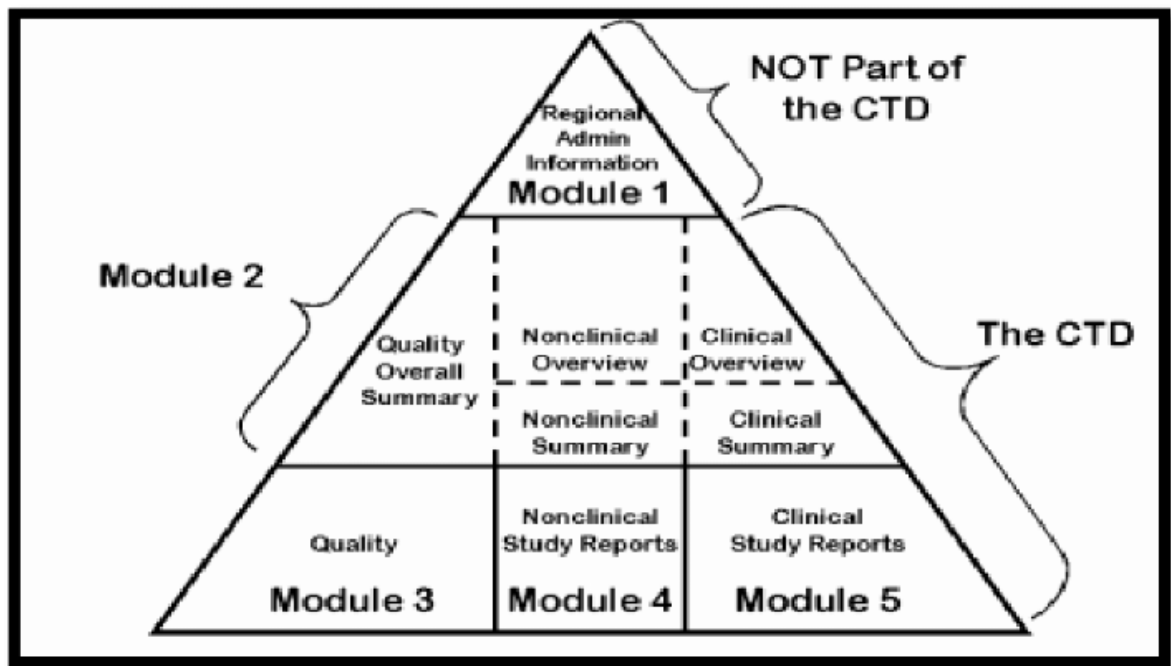 NOT Part of
the CTD
Regional
Admin
Information
Module 1
Module 2
The CTD
Quality
Overall
Summary
Nonclinical
Overview
Clinical
Overview
Nonclinical
Summary
Clinical
Summary
Quality
Module 3
Nonclinical
Study Reports
Module 4
Clinical
Study Reports
Module 5